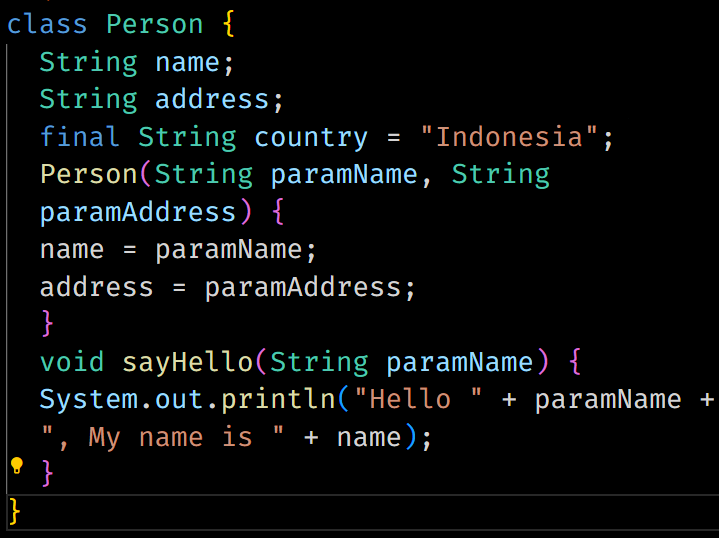 class Person {
String name;
String address;
final String country = "Indonesia";
Person(String paramName, String
paramAddress) {
name = paramName;
address = paramAddress;
}
void sayHello(String paramName) {
System.out.println("Hello " + paramName +
", My name is " + name);
}
}